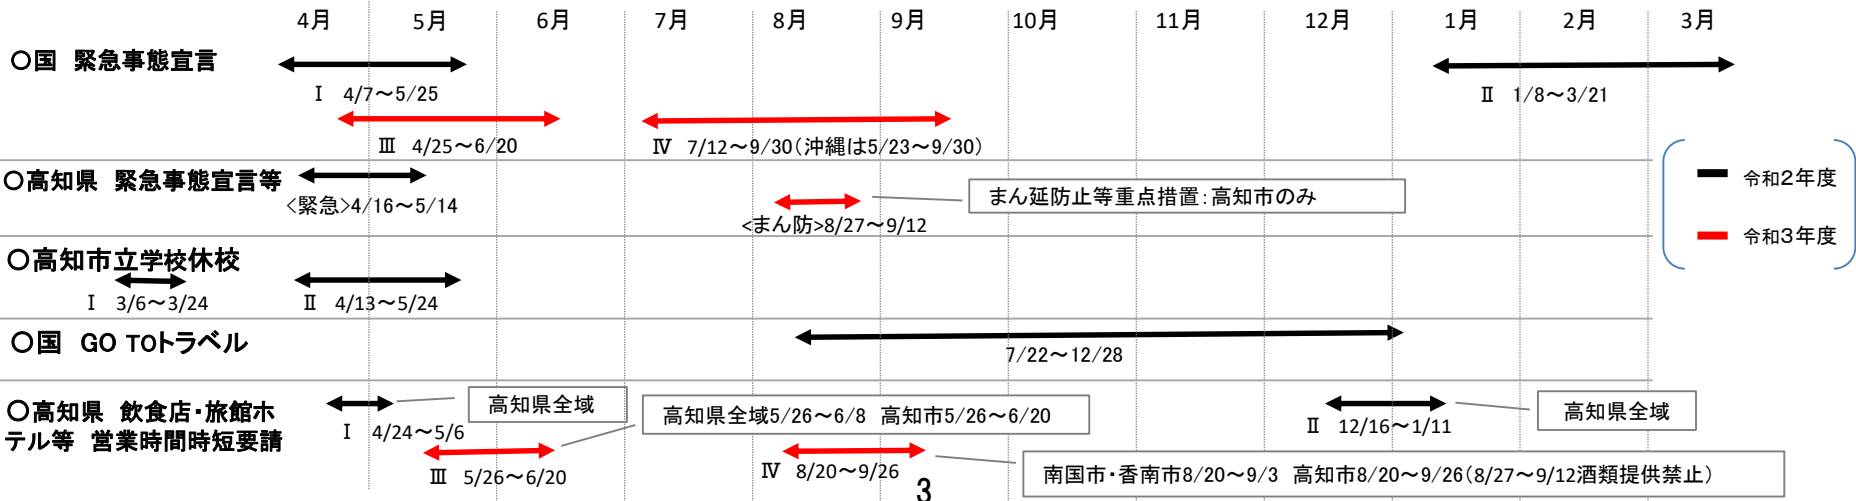 4月 5月 6月 7月 8月 9月 10月 11月 12月 1月 2月 3月
〇国 緊急事態宣言
Ⅰ 4/7～5/25
Ⅱ 1/8～3/21
Ⅲ 4/25～6/20
Ⅳ 7/12～9/30(沖縄は5/23～9/30)
〇高知県 緊急事態宣言等
<緊急>4/16～5/14
<まん防>8/27～9/12
まん延防止等重点措置:高知市のみ
令和2年度
令和3年度
〇高知市立学校休校
Ⅰ 3/6～3/24
Ⅱ 4/13～5/24
〇国 GO TOトラベル
7/22～12/28
〇高知県 飲食店・旅館ホ
テル等 営業時間時短要請
Ⅰ 4/24～5/6
高知県全域
Ⅲ 5/26～6/20
高知県全域5/26～6/8 高知市5/26～6/20
Ⅳ 8/20～9/26
南国市・香南市8/20～9/3 高知市8/20～9/26(8/27～9/12酒類提供禁止)
Ⅱ 12/16～1/11
高知県全域
3